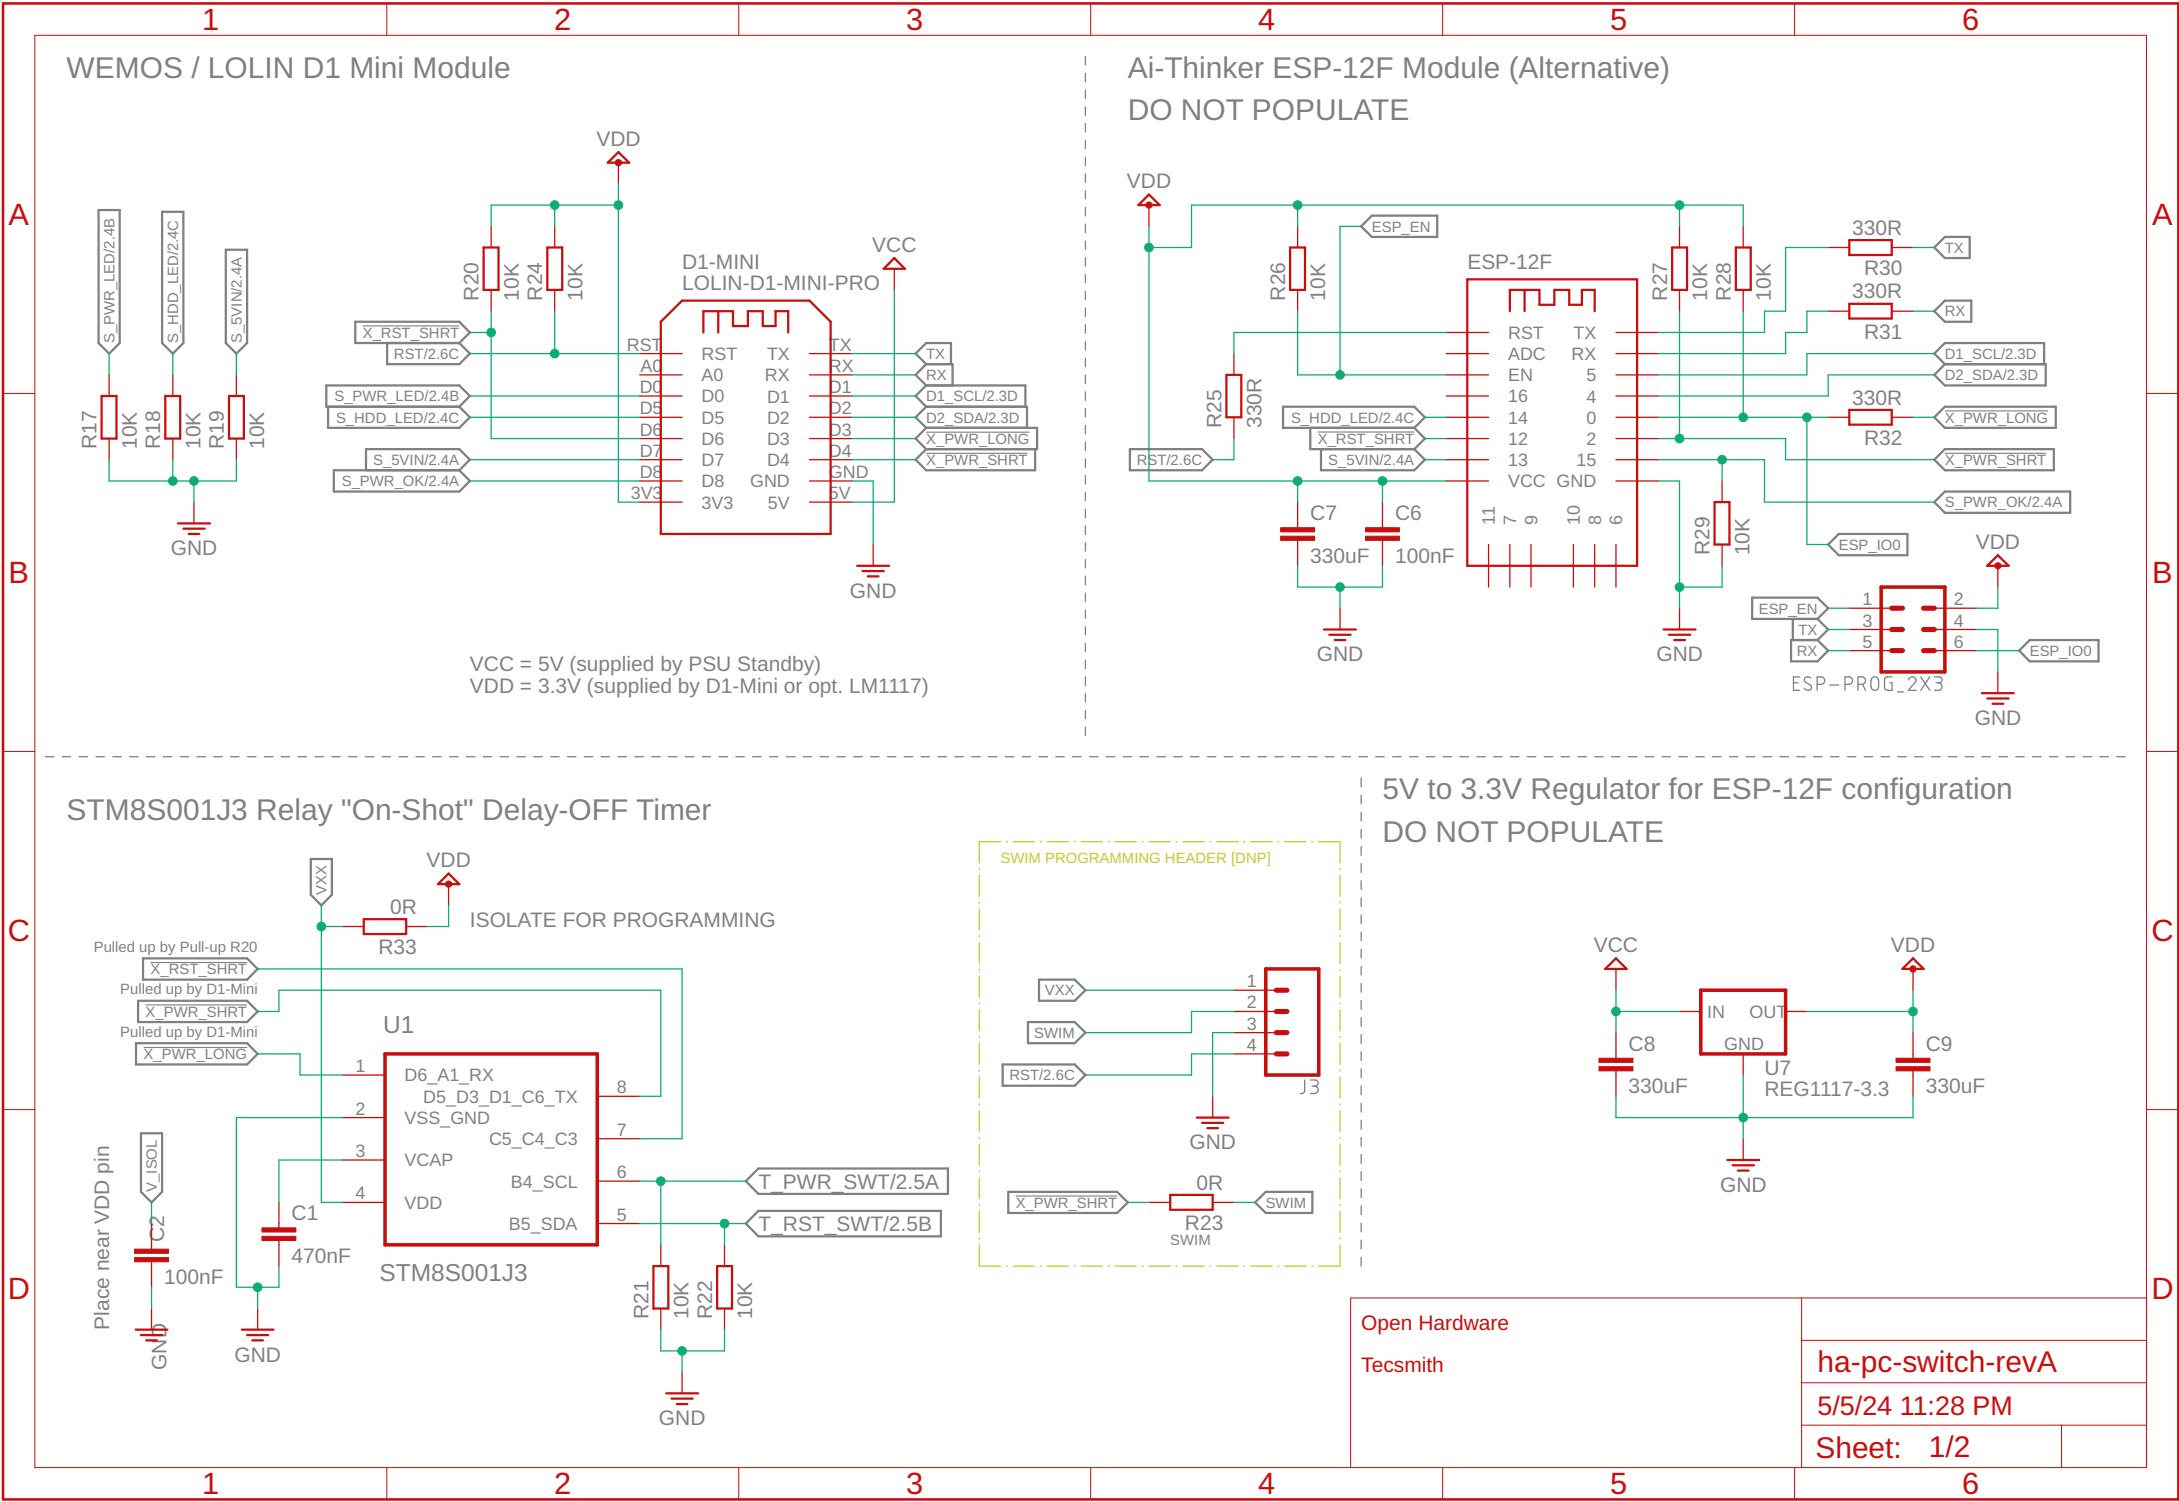 1 2 3 4 5 6
WEMOS / LOLIN D1 Mini Module
VDD
A
S_PWR_LED/2.4B
S_HDD_LED/2.4C
S_5VIN/2.4A
R17
10K
R18
10K
R19
10K
GND
R20
10K
R24
10K
VCC
D1-MINI
LOLIN-D1-MINI-PRO
X_RST_SHRT
RST/2.6C
S_PWR_LED/2.4B
S_HDD_LED/2.4C
S_5VIN/2.4A
S_PWR_OK/2.4A
RST RST TX TX TX
A0 A0 RX RX RX
D0 D0 D1 D1 D1_SCL/2.3D
D5 D5 D2 D2 D2_SDA/2.3D
D6 D6 D3 D3 X_PWR_LONG
D7 D7 D4 D4 X_PWR_SHRT
D8 D8 GND GND
3V3 3V3 5V 5V
GND
B
VCC = 5V (supplied by PSU Standby)
VDD = 3.3V (supplied by D1-Mini or opt. LM1117)
Ai-Thinker ESP-12F Module (Alternative)
DO NOT POPULATE
VDD
ESP_EN
A
R26
10K
ESP-12F
R27
10K
R28
10K
330R
R30
TX
330R
R31
RX
R25
330R
RST/2.6C
S_HDD_LED/2.4C
X_RST_SHRT
S_5VIN/2.4A
RST TX
ADC RX
EN 5
16 4
14 0
12 2
13 15
VCC GND
11 7 9 10 8 6
D1_SCL/2.3D
D2_SDA/2.3D
330R
R32
X_PWR_LONG
X_PWR_SHRT
S_PWR_OK/2.4A
C7
330uF
C6
100nF
GND
R29
10K
GND
ESP_IO0
VDD
B
ESP_EN 1 2
TX 3 4
RX 5 6 ESP_IO0
ESP-PROG_2X3
GND
STM8S001J3 Relay "On-Shot" Delay-OFF Timer
VXX
VDD
0R
R33
ISOLATE FOR PROGRAMMING
C
Pulled up by Pull-up R20
X_RST_SHRT
Pulled up by D1-Mini
X_PWR_SHRT
Pulled up by D1-Mini
X_PWR_LONG
U1
1 D6_A1_RX
D5_D3_D1_C6_TX 8
2 VSS_GND
C5_C4_C3 7
3 VCAP
B4_SCL 6
4 VDD
B5_SDA 5
STM8S001J3
T_PWR_SWT/2.5A
T_RST_SWT/2.5B
Place near VDD pin
V_ISOL
C2
100nF
GND
C1
470nF
GND
R21
10K
R22
10K
GND
D
SWIM PROGRAMMING HEADER [DNP]
VXX 1
SWIM 2
3
RST/2.6C 4
J3
GND
X_PWR_SHRT
0R
R23
SWIM
SWIM
5V to 3.3V Regulator for ESP-12F configuration
DO NOT POPULATE
C
VCC
VDD
IN OUT
GND
U7
REG1117-3.3
C8
330uF
C9
330uF
GND
D
Open Hardware
Tecsmith
ha-pc-switch-revA
5/5/24 11:28 PM
Sheet: 1/2
1 2 3 4 5 6